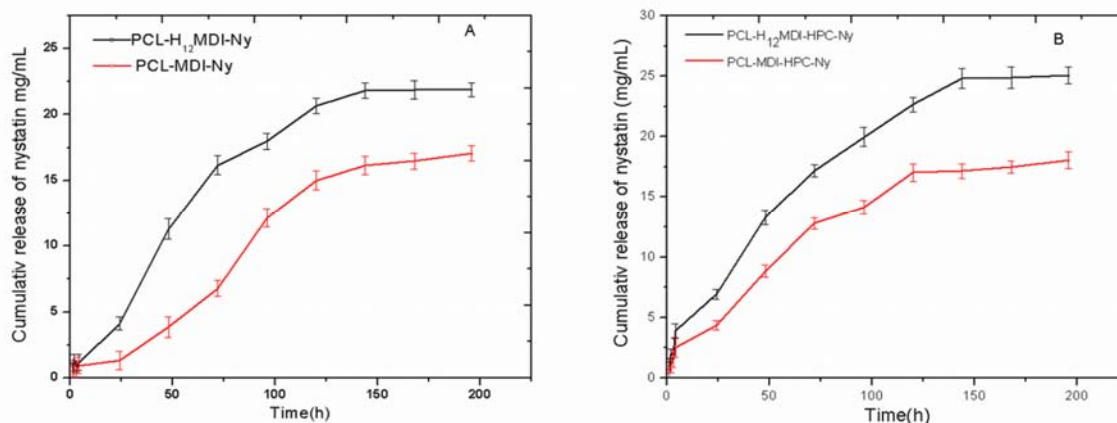 PCL-H12MDI-Ny
PCL-MDI-Ny
A
Cumulativ release of nystatin mg/mL
25
20
15
10
5
0
0 50 100 150 200
Time(h)
PCL-H12MDI-HPC-Ny
PCL-MDI-HPC-Ny
B
Cumulativ release of nystatin (mg/mL)
30
25
20
15
10
5
0
0 50 100 150 200
Time(h)